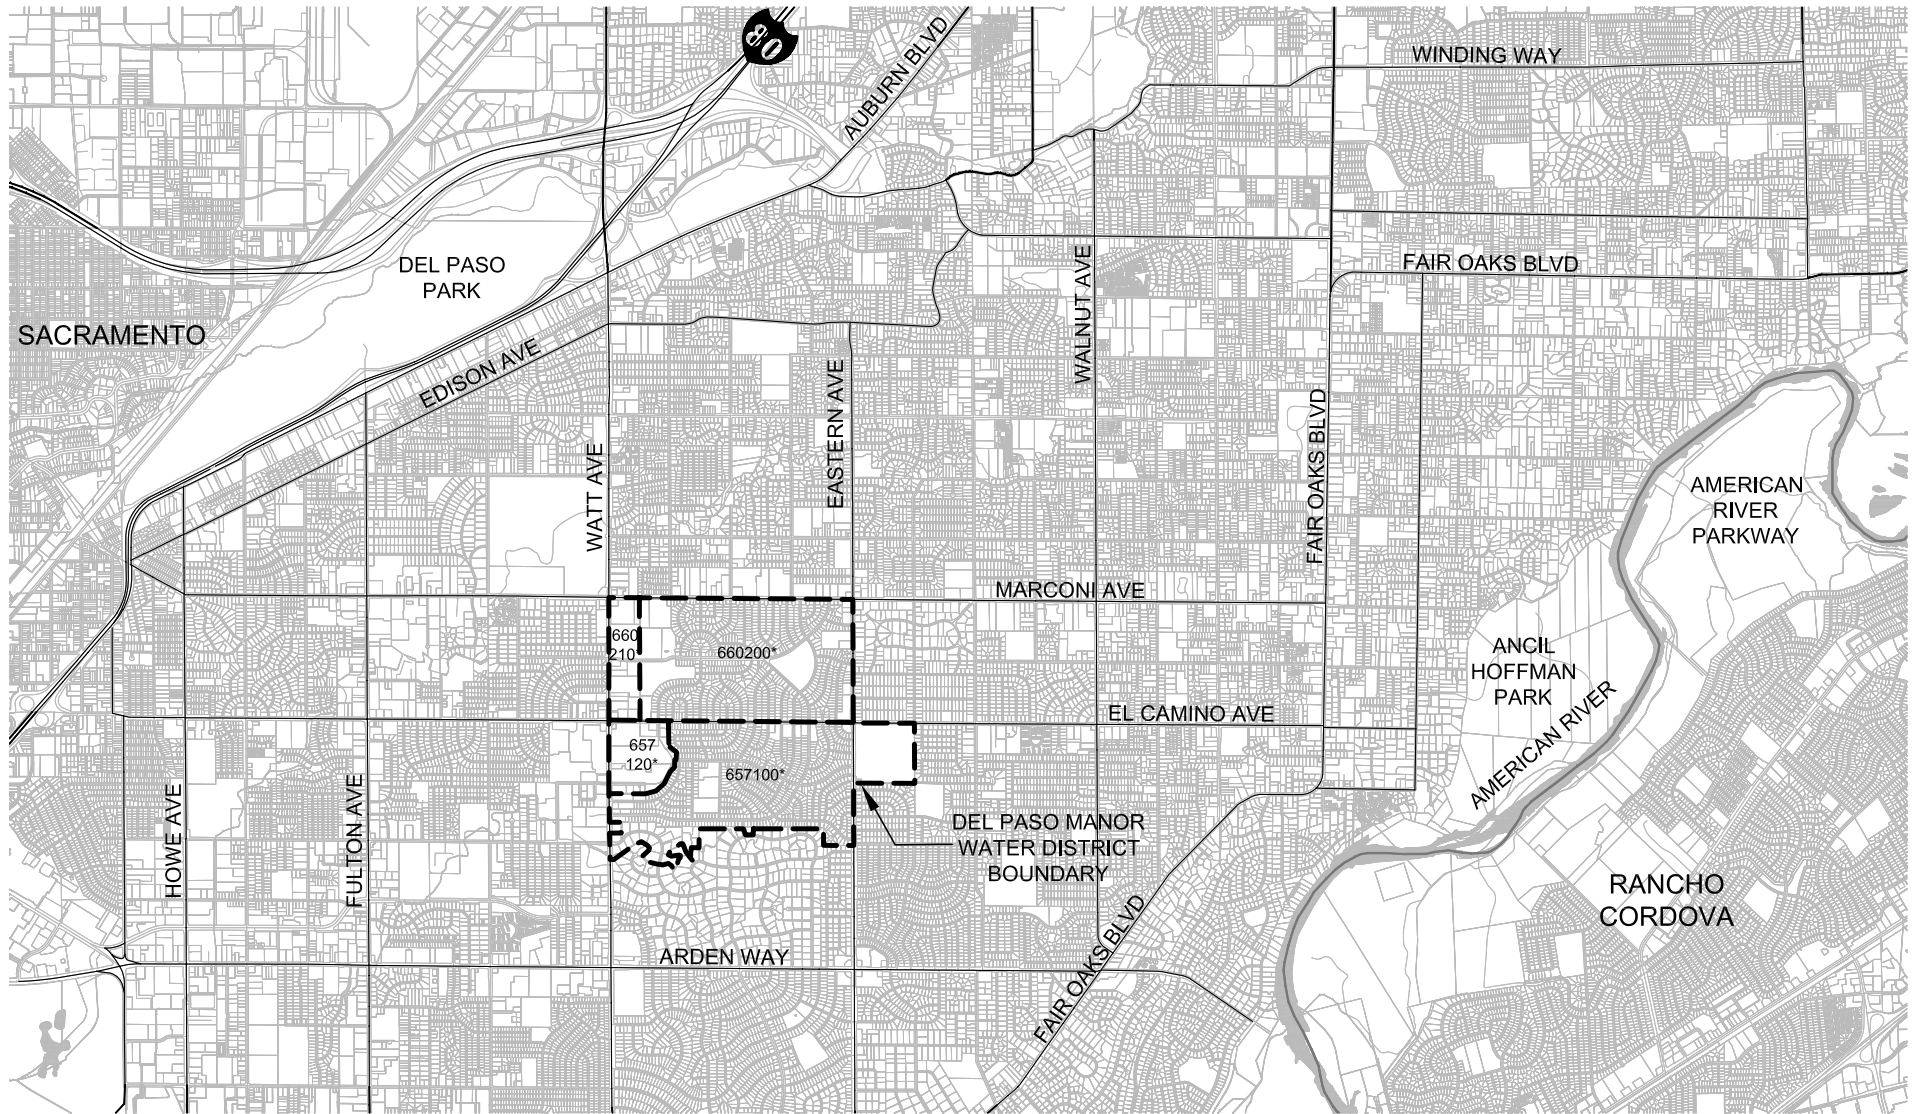 80
AUBURN BLVD
WINDING WAY
DEL PASO
PARK
FAIR OAKS BLVD
WALNUT AVE
SACRAMENTO
EDISON AVE
EASTERN AVE
FAIR OAKS BLVD
WATT AVE
AMERICAN
RIVER
PARKWAY
MARCONI AVE
660
210*
660200*
ANCIL
HOFFMAN
PARK
AMERICAN RIVER
EL CAMINO AVE
657
120*
657100*
HOWE AVE
FULTON AVE
DEL PASO MANOR
WATER DISTRICT
BOUNDARY
RANCHO
CORDOVA
FAIR OAKS BLVD
ARDEN WAY